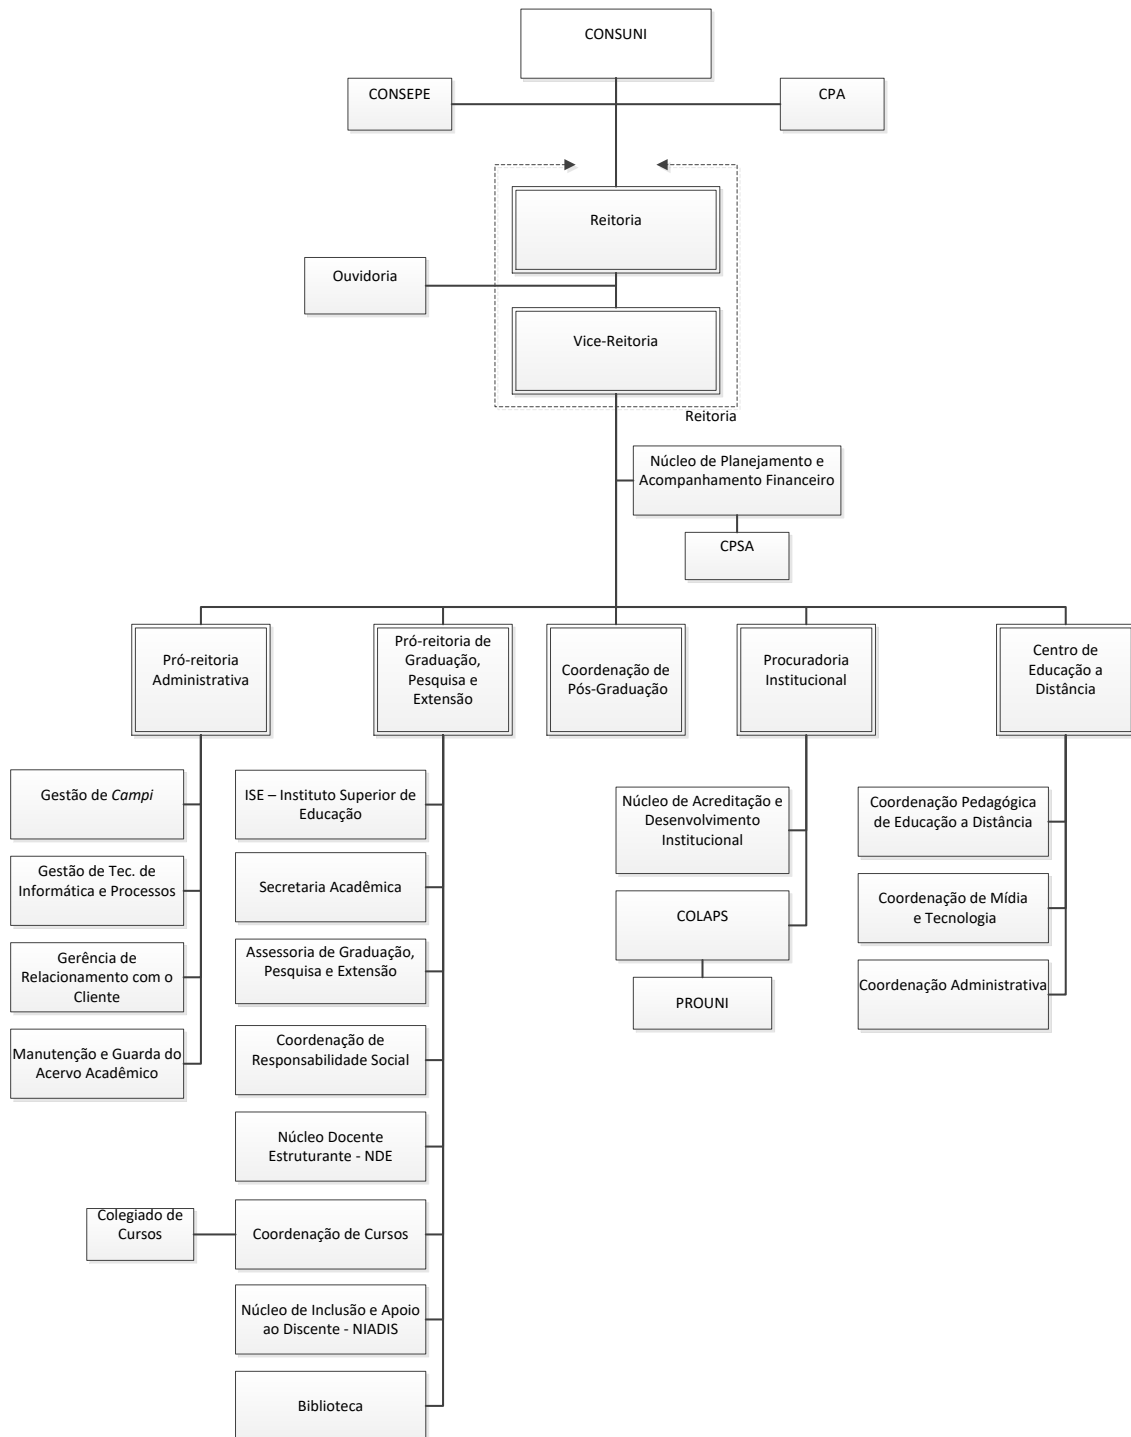 CONSUNI
CONSEPE
CPA
Reitoria
Ouvidoria
Vice-Reitoria
Reitoria
Núcleo de Planejamento e
Acompanhamento Financeiro
CPSA
Pró-reitoria
Administrativa
Pró-reitoria de
Graduação,
Pesquisa e
Extensão
Coordenação de
Pós-Graduação
Procuradoria
Institucional
Centro de
Educação a
Distância
Gestão de Campi
Gestão de Tec. de
Informática e Processos
Gerência de
Relacionamento com o
Cliente
Manutenção e Guarda do
Acervo Acadêmico
ISE – Instituto Superior de
Educação
Secretaria Acadêmica
Assessoria de Graduação,
Pesquisa e Extensão
Coordenação de
Responsabilidade Social
Núcleo Docente
Estruturante - NDE
Colegiado de
Cursos
Coordenação de Cursos
Núcleo de Inclusão e Apoio
ao Discente - NIADIS
Biblioteca
Núcleo de Acreditação e
Desenvolvimento
Institucional
COLAPS
PROUNI
Coordenação Pedagógica
de Educação a Distância
Coordenação de Mídia
e Tecnologia
Coordenação Administrativa